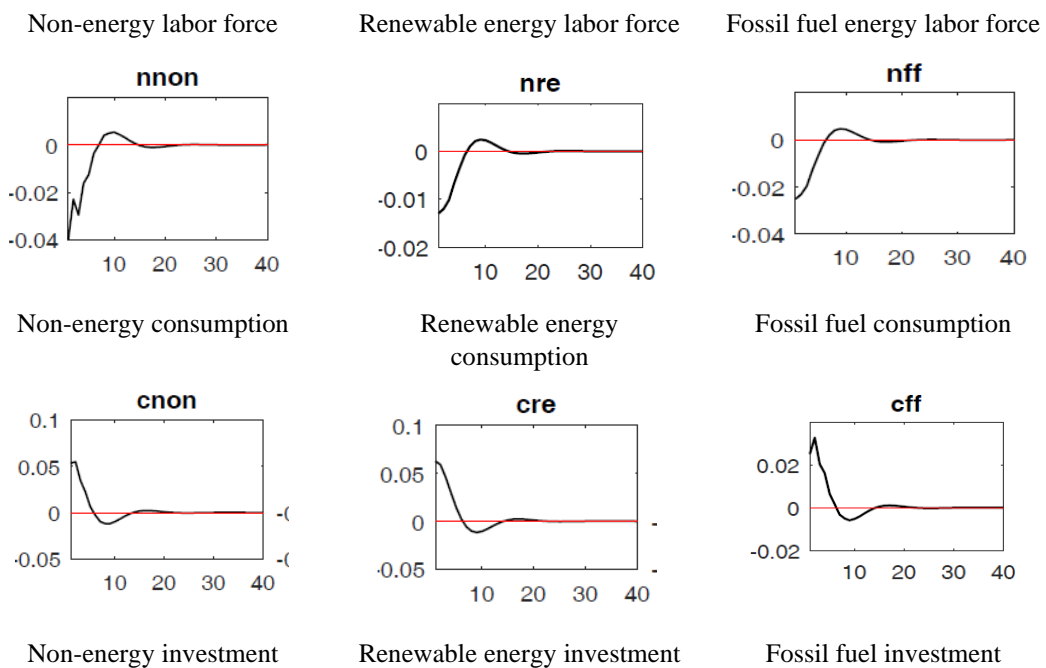 Non-energy labor force Renewable energy labor force Fossil fuel energy labor force
nnon
0
-0.02
-0.04
10 20 30 40
nre
0
-0.01
-0.02
10 20 30 40
nff
0
-0.02
-0.04
10 20 30 40
Non-energy consumption Renewable energy Fossil fuel consumption
consumption
cnon
0.1
0.05
0
-0.05
10 20 30 40
cre
0.1
0.05
0
-0.05
10 20 30 40
cff
0.02
0
-0.02
10 20 30 40
Non-energy investment Renewable energy investment Fossil fuel investment